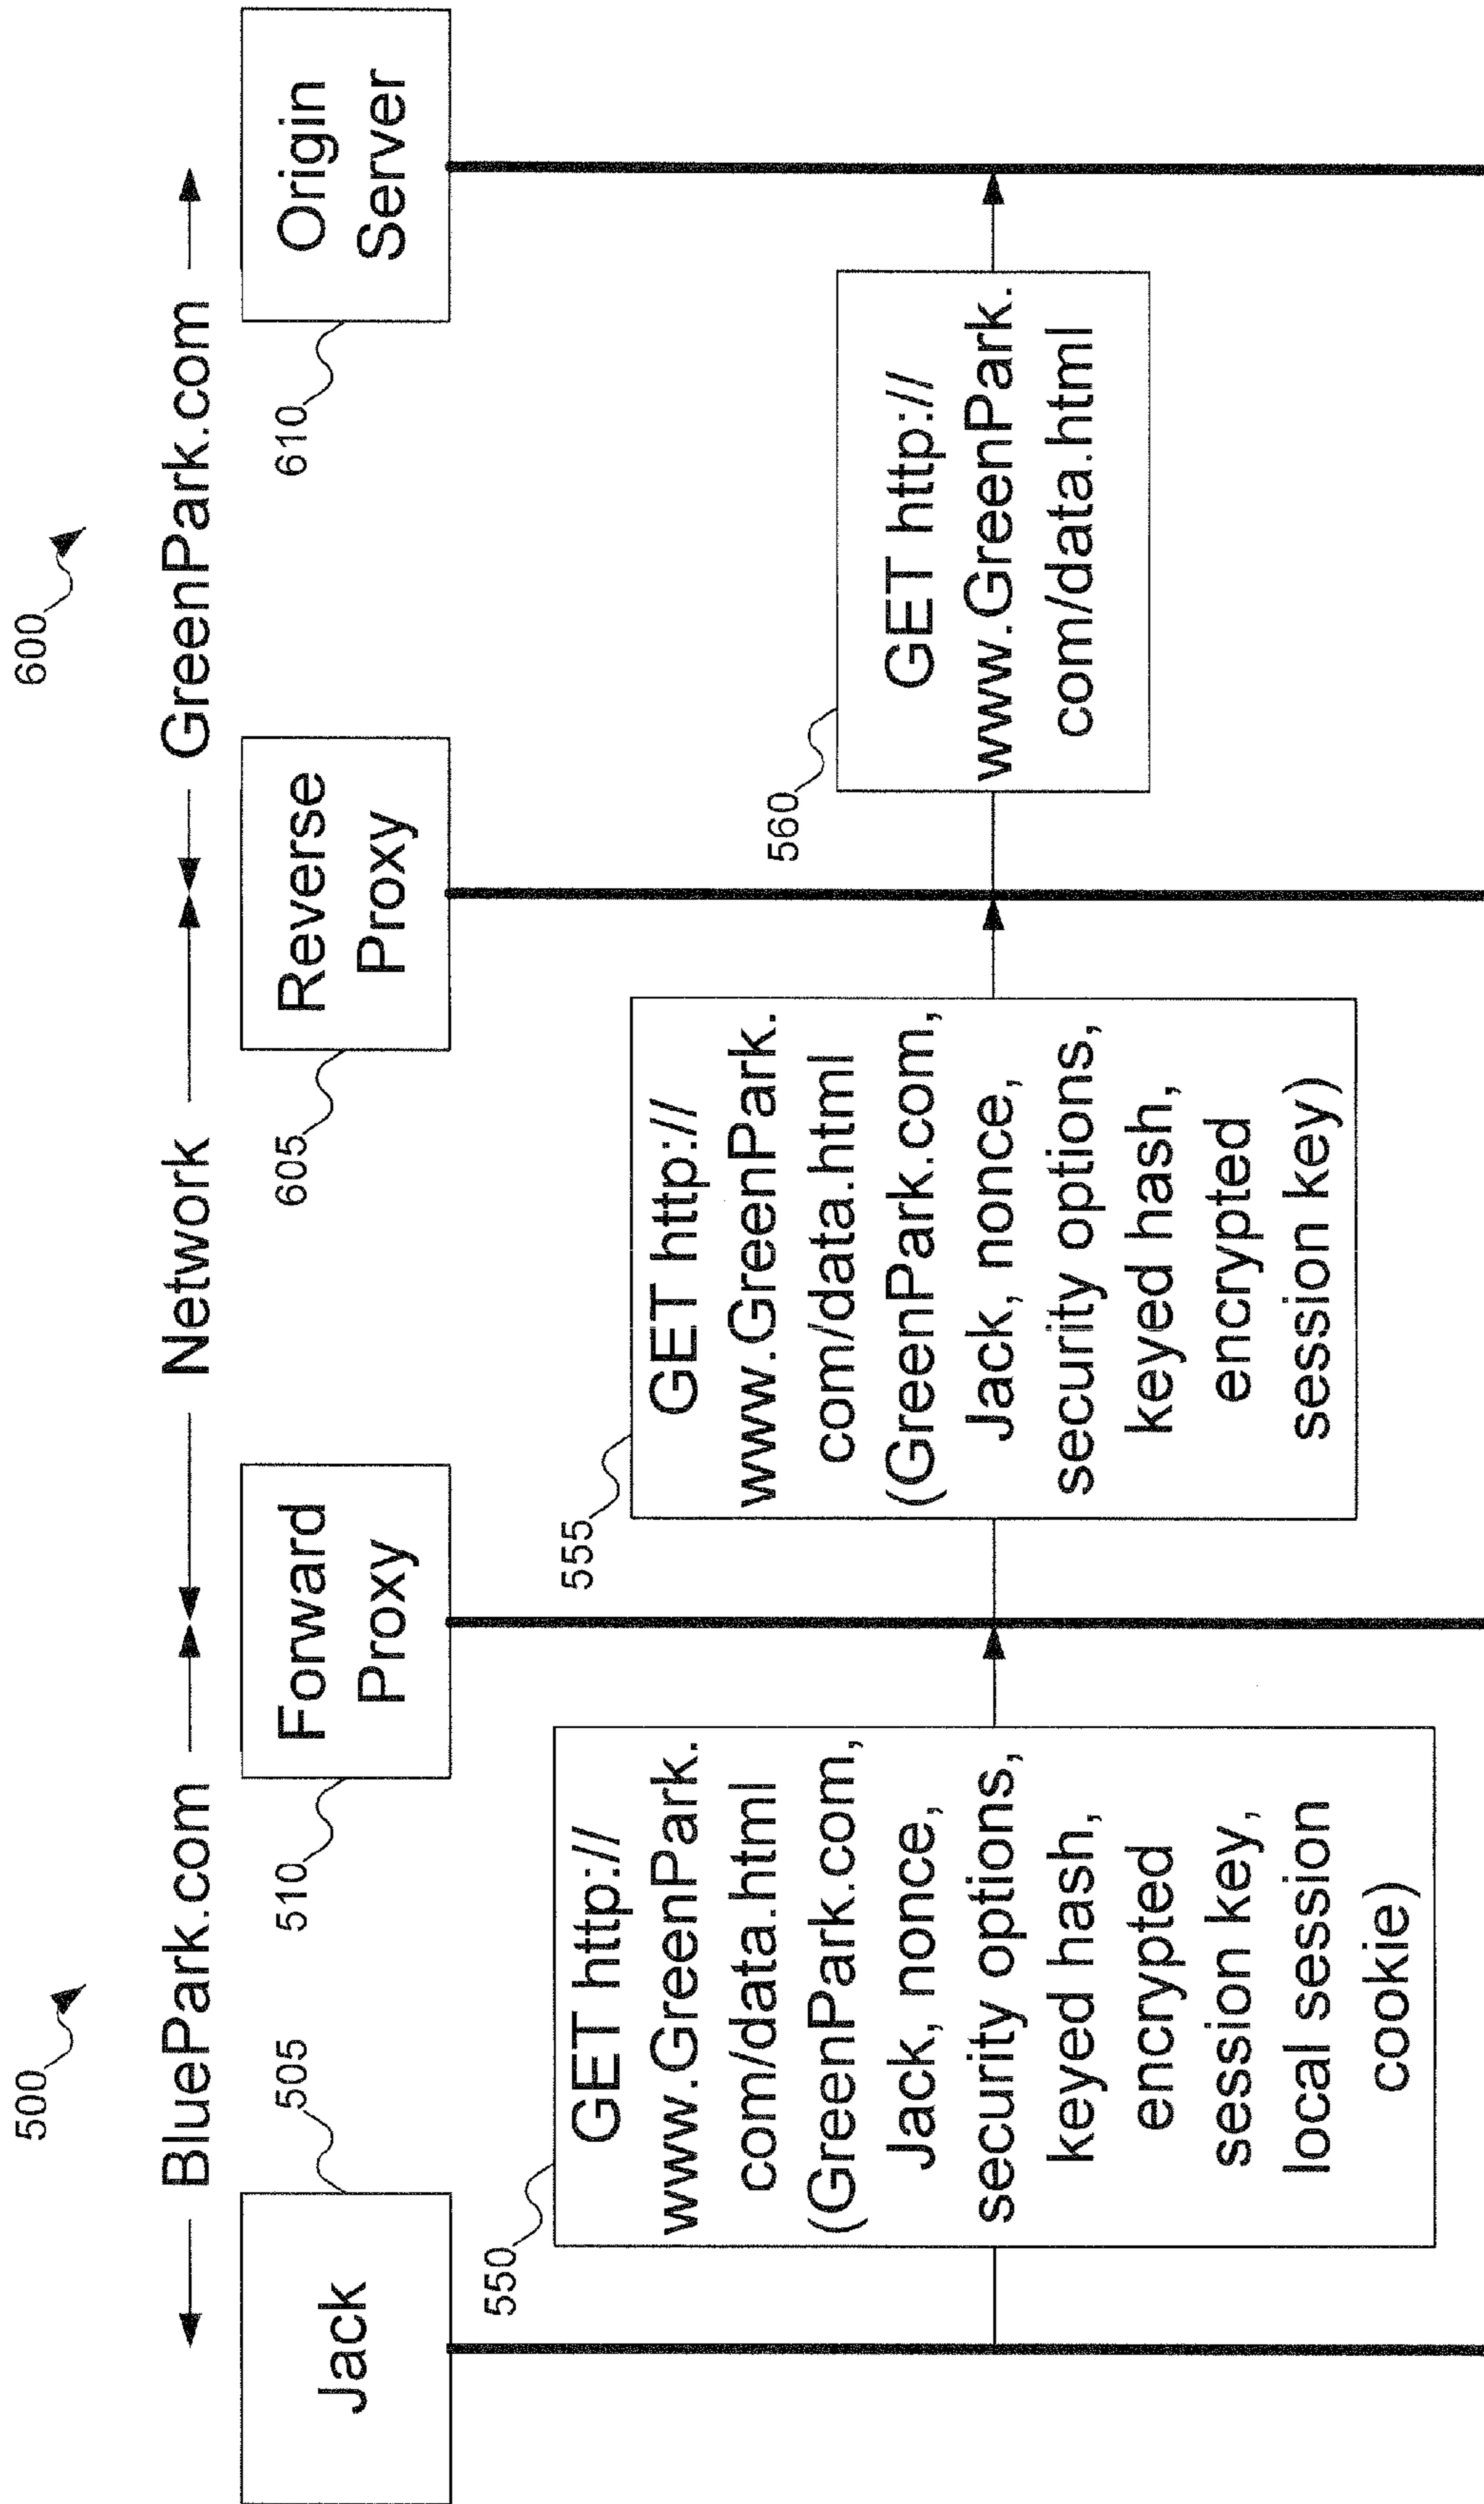 500
600
BluePark.com
Network
GreenPark.com
Jack
505
Forward
Proxy
510
Reverse
Proxy
605
Origin
Server
610
550
GET http://
www.GreenPark.
com/data.html
(GreenPark.com,
Jack, nonce,
security options,
keyed hash,
encrypted
session key,
local session
cookie)
555
GET http://
www.GreenPark.
com/data.html
(GreenPark.com,
Jack, nonce,
security options,
keyed hash,
encrypted
session key)
560
GET http://
www.GreenPark.
com/data.html